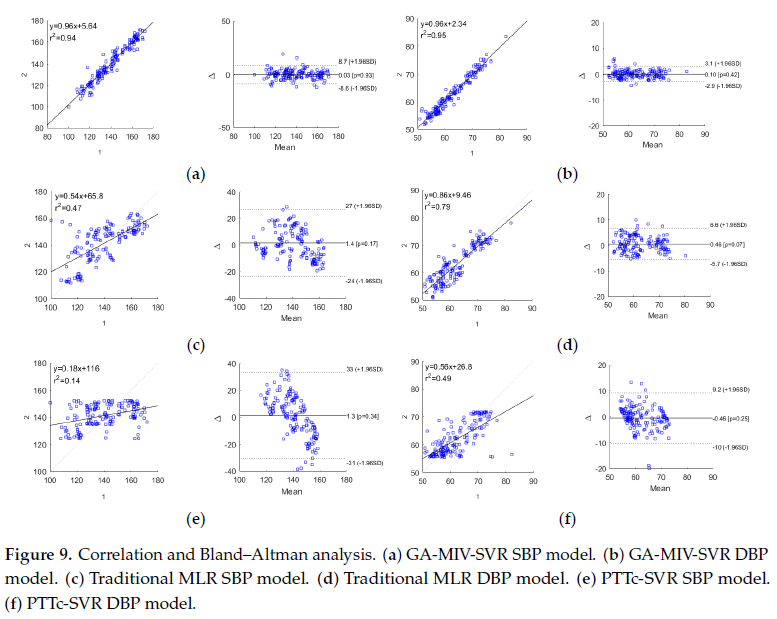 180
160
140
120
100
80
2
y=0.96x+5.64
r²=0.94
80 100 120 140 160 180
1
50
0
-50
Δ
8.7 (+1.96SD)
0.03 [p=0.93]
-8.6 (-1.96SD)
80 100 120 140 160 180
Mean
(a)
90
80
70
60
50
2
y=0.96x+2.34
r²=0.95
50 60 70 80 90
1
20
10
0
-10
-20
Δ
3.1 (+1.96SD)
0.10 [p=0.42]
-2.9 (-1.96SD)
50 60 70 80 90
Mean
(b)
180
160
140
120
100
2
y=0.54x+65.8
r²=0.47
100 120 140 160 180
1
40
20
0
-20
-40
Δ
27 (+1.96SD)
1.4 [p=0.17]
-24 (-1.96SD)
100 120 140 160 180
Mean
(c)
90
80
70
60
50
2
y=0.86x+9.46
r²=0.79
50 60 70 80 90
1
20
10
0
-10
-20
Δ
6.6 (+1.96SD)
0.46 [p=0.07]
-5.7 (-1.96SD)
50 60 70 80 90
Mean
(d)
180
160
140
120
100
2
y=0.18x+116
r²=0.14
100 120 140 160 180
1
40
20
0
-20
-40
Δ
33 (+1.96SD)
1.3 [p=0.34]
-31 (-1.96SD)
100 120 140 160 180
Mean
(e)
90
80
70
60
50
2
y=0.56x+26.8
r²=0.49
50 60 70 80 90
1
20
10
0
-10
-20
Δ
9.2 (+1.96SD)
-0.46 [p=0.25]
-10 (-1.96SD)
50 60 70 80 90
Mean
(f)
Figure 9. Correlation and Bland–Altman analysis. (a) GA-MIV-SVR SBP model. (b) GA-MIV-SVR DBP
model. (c) Traditional MLR SBP model. (d) Traditional MLR DBP model. (e) PTTc-SVR SBP model.
(f) PTTc-SVR DBP model.